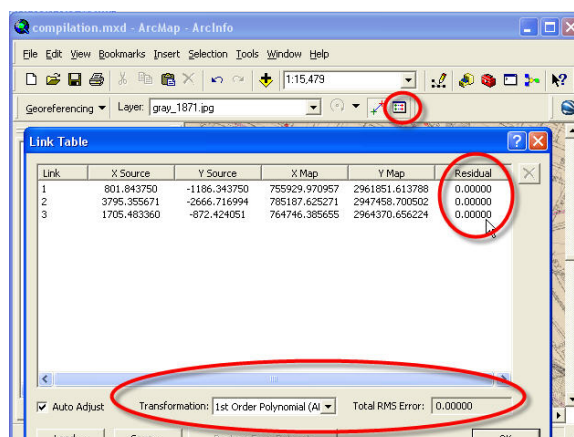 compilation.mxd - ArcMap - ArcInfo
File Edit View Bookmarks Insert Selection Tools Window Help
1:15,479
Georeferencing Layer: gray_1871.jpg
Link Table
Link X Source Y Source X Map Y Map Residual
1 801.843750 -1186.343750 755929.970957 2961851.613788 0.00000
2 3795.355671 -2666.716994 785187.625271 2947458.700502 0.00000
3 1705.483360 -872.424051 764746.385655 2964370.656224 0.00000
Auto Adjust Transformation: 1st Order Polynomial (Al Total RMS Error: 0.00000